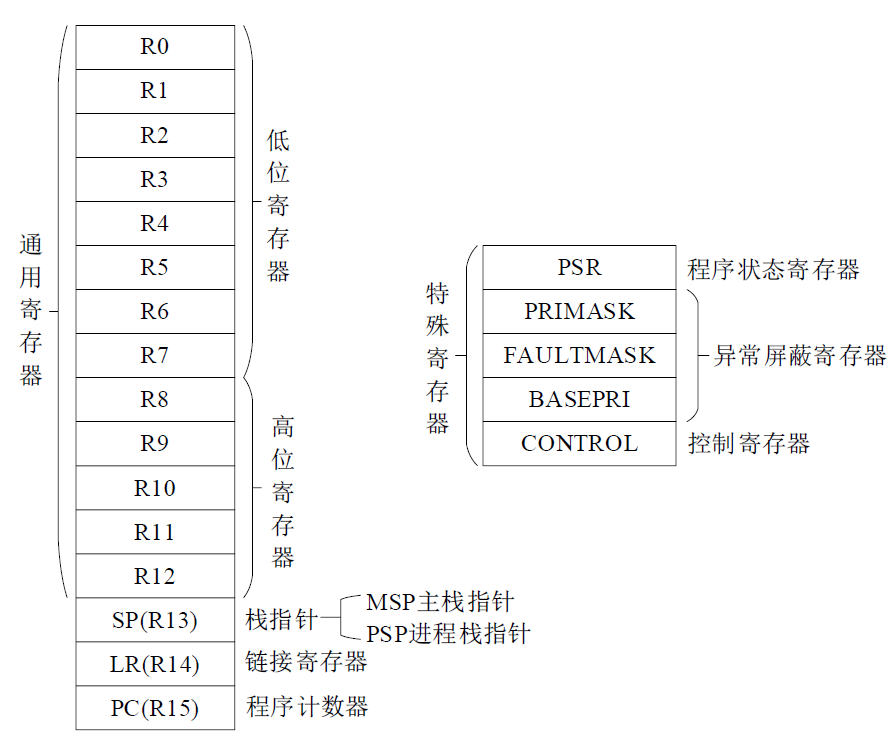 通用寄存器
R0
R1
R2
R3
R4
R5
R6
R7
低位寄存器
R8
R9
R10
R11
R12
高位寄存器
SP(R13) 栈指针 MSP主栈指针
PSP进程栈指针
LR(R14) 链接寄存器
PC(R15) 程序计数器
特殊寄存器
PSR 程序状态寄存器
PRIMASK
FAULTMASK 异常屏蔽寄存器
BASEPRI
CONTROL 控制寄存器